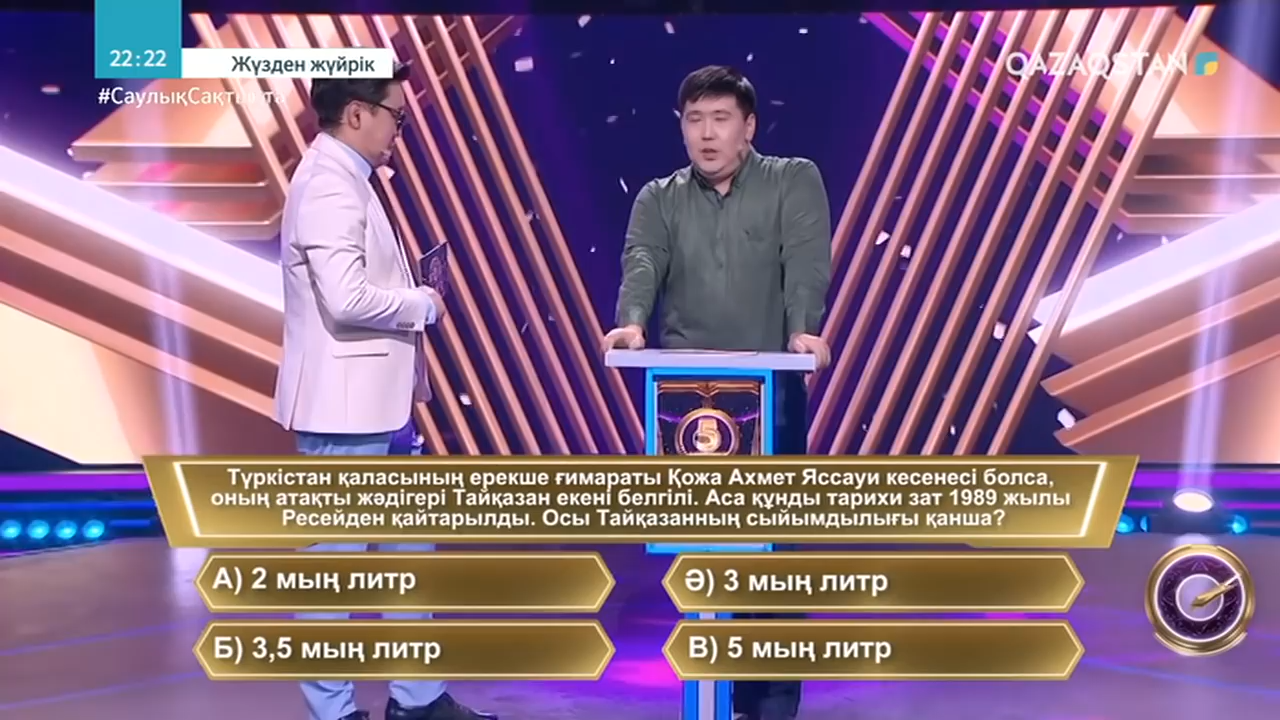 22:22
Жүзден жүйрік
QAZAQSTAN
5
Түркістан қаласының ерекше ғимараты Қожа Ахмет Яссауи кесенесі болса,
оның атақты жәдігері Тайқазан екені белгілі. Аса құнды тарихи зат 1989 жылы
Ресейден қайтарылды. Осы Тайқазанның сыйымдылығы қанша?
А) 2 мың литр
Ә) 3 мың литр
Б) 3,5 мың литр
В) 5 мың литр